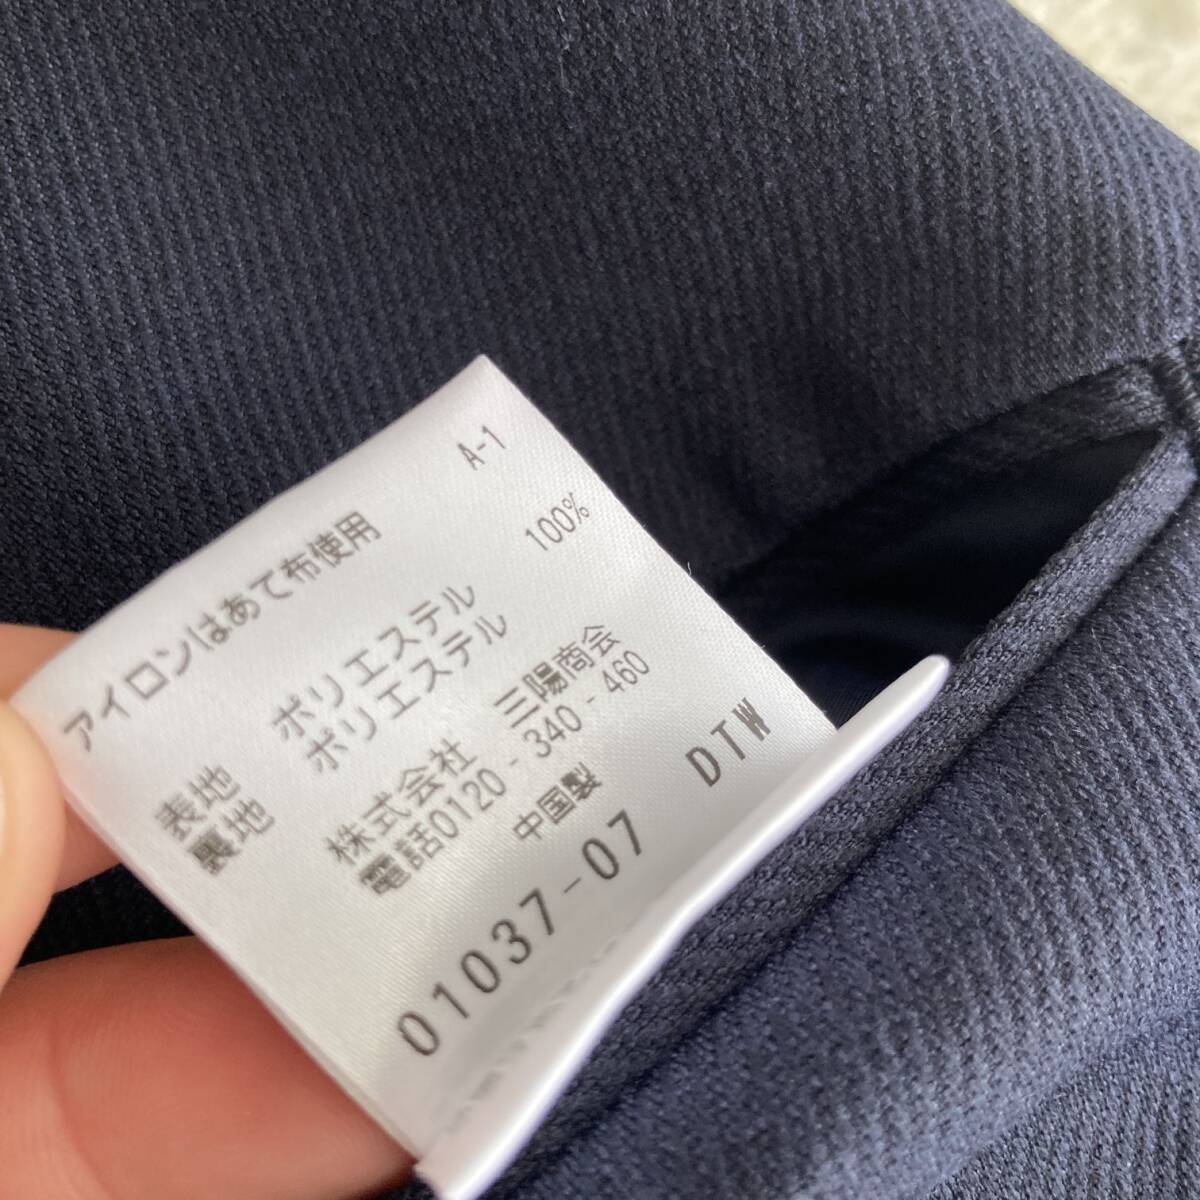 A-1
アイロンはあて布使用
表地 ポリエステル 100%
裏地 ポリエステル
株式会社 三陽商会
電話0120-340-460
中国製
01037-07 DTW